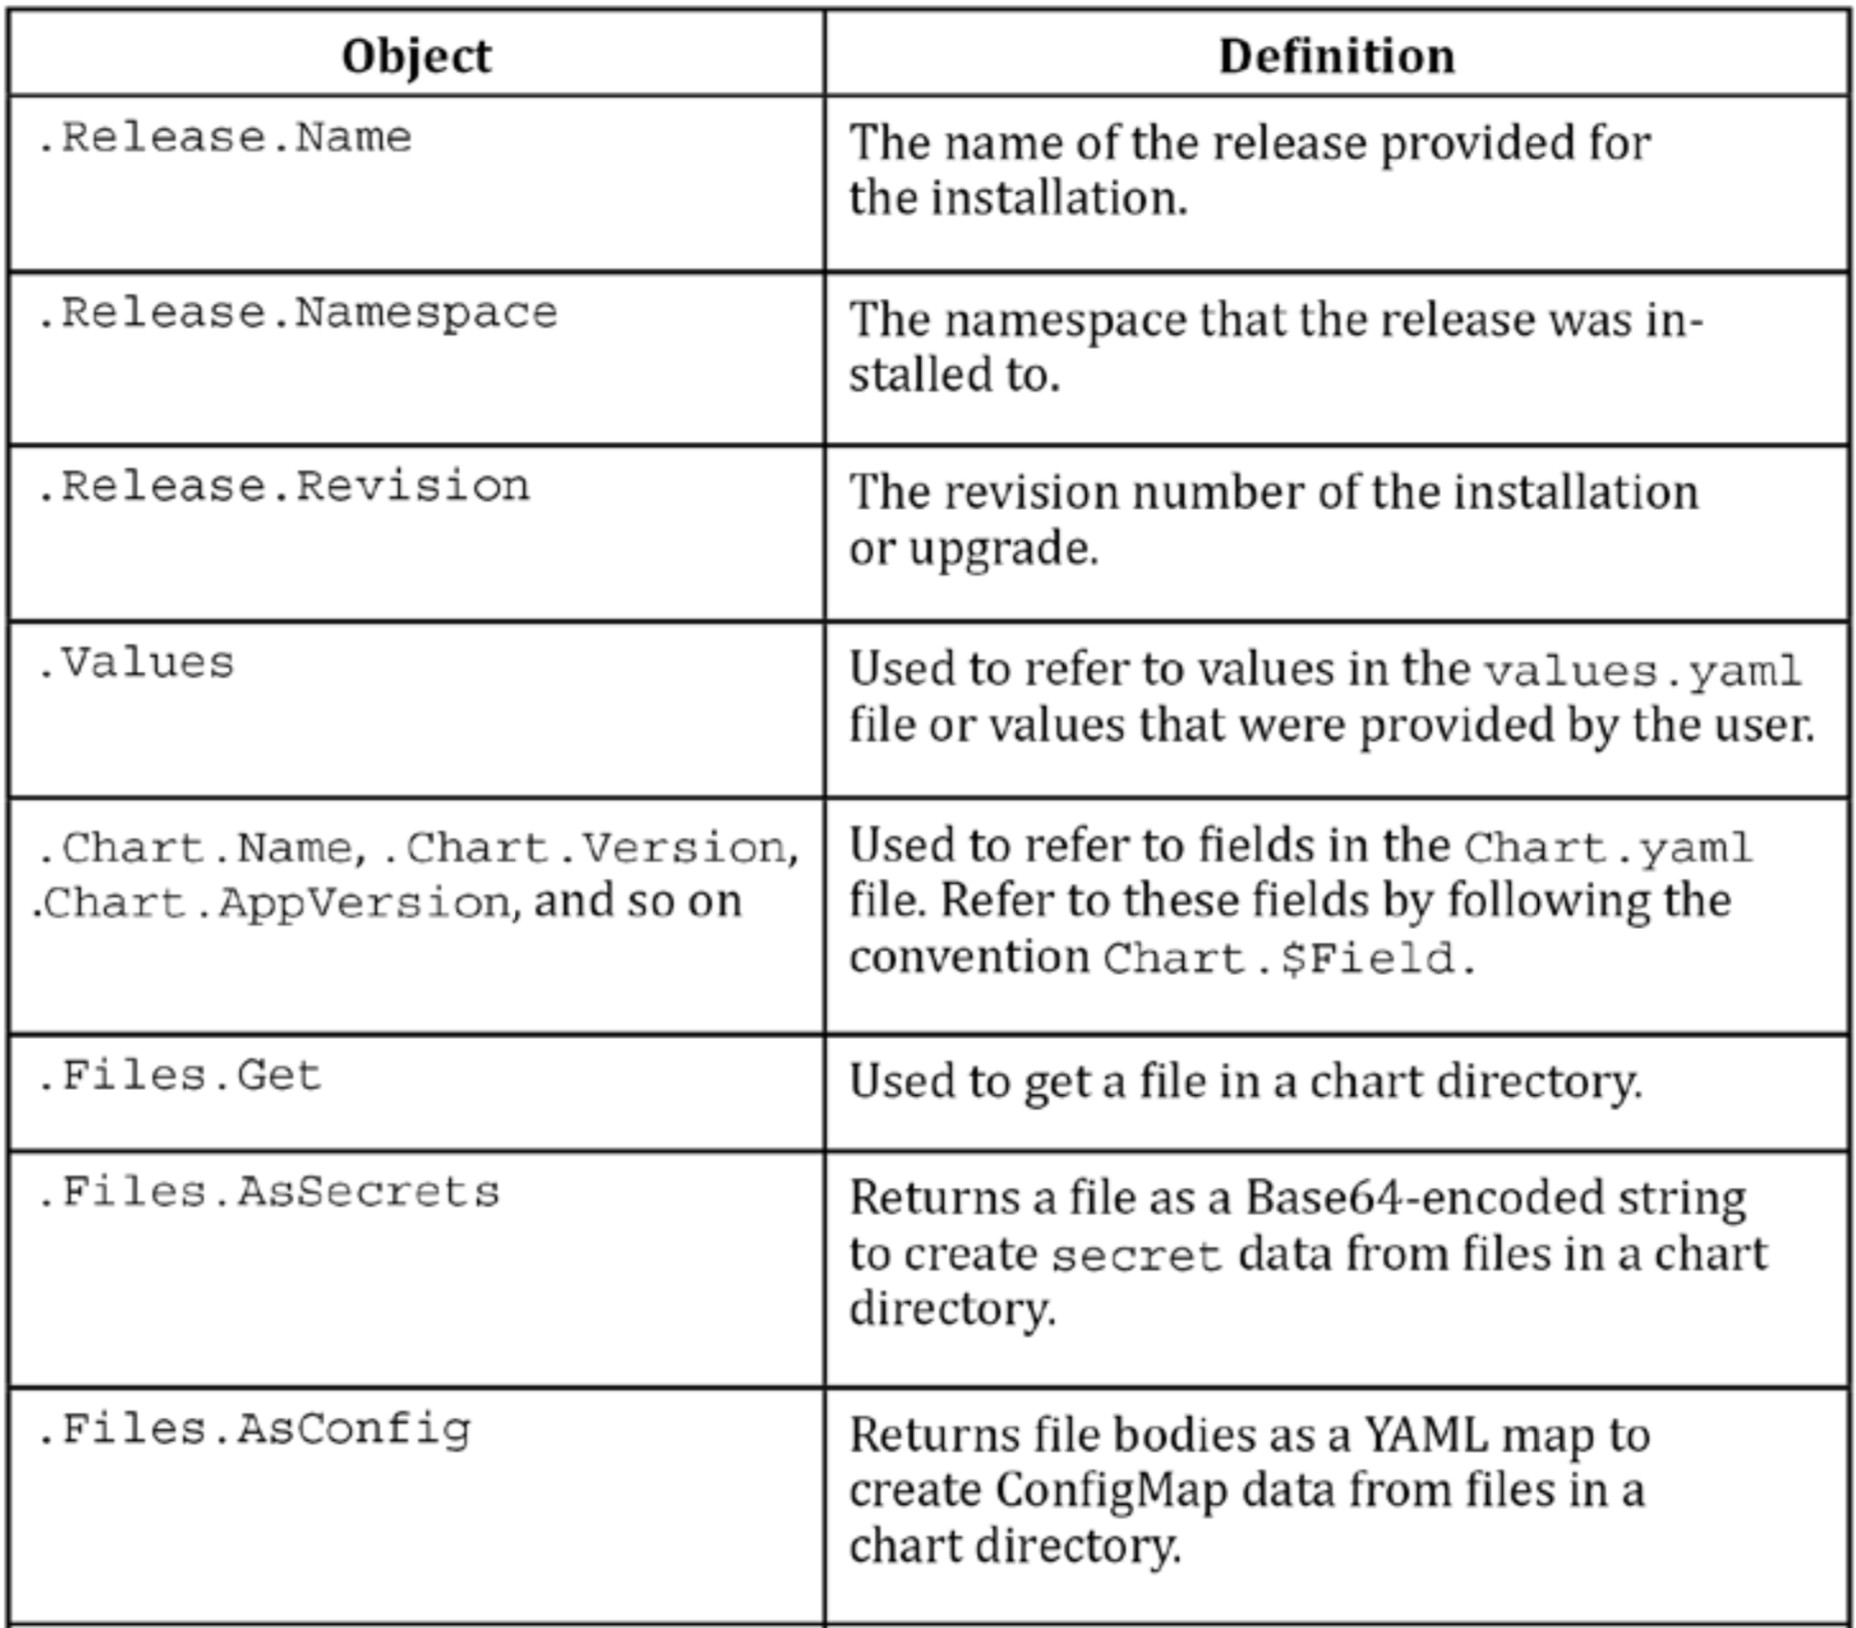 Object
Definition
.Release.Name
The name of the release provided for
the installation.
.Release.Namespace
The namespace that the release was in-
stalled to.
.Release.Revision
The revision number of the installation
or upgrade.
.Values
Used to refer to values in the values.yaml
file or values that were provided by the user.
.Chart.Name, .Chart.Version,
.Chart.AppVersion, and so on
Used to refer to fields in the Chart.yaml
file. Refer to these fields by following the
convention Chart.$Field.
.Files.Get
Used to get a file in a chart directory.
.Files.AsSecrets
Returns a file as a Base64-encoded string
to create secret data from files in a chart
directory.
.Files.AsConfig
Returns file bodies as a YAML map to
create ConfigMap data from files in a
chart directory.